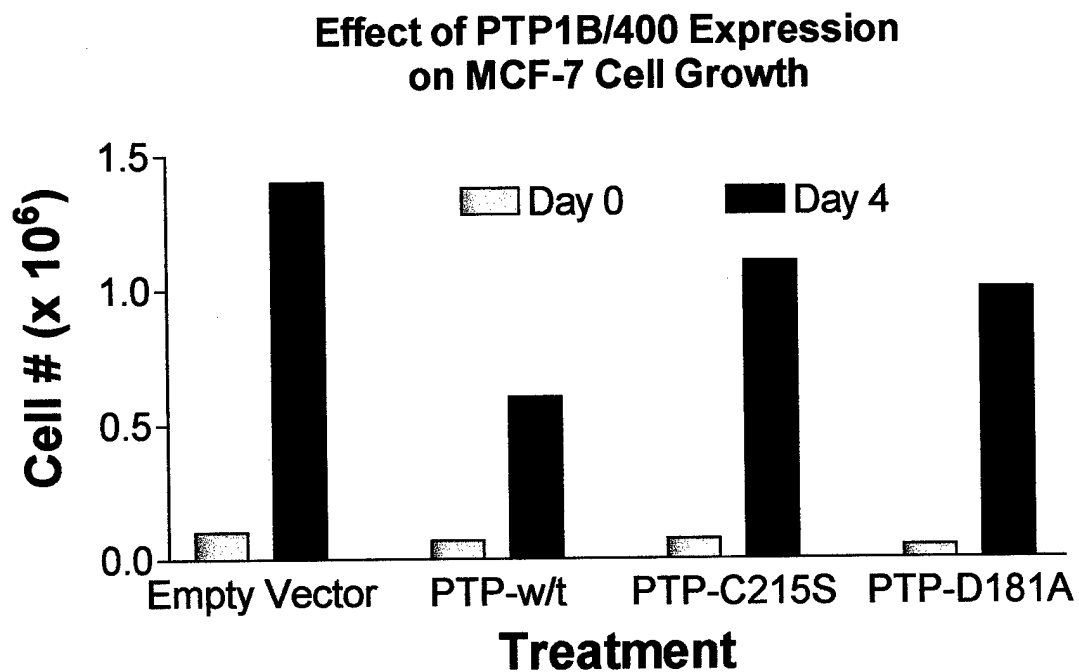 Effect of PTP1B/400 Expression
on MCF-7 Cell Growth
Cell # (x 10⁶)
1.5
1.0
0.5
0.0
Day 0
Day 4
Empty Vector
PTP-w/t
PTP-C215S
PTP-D181A
Treatment